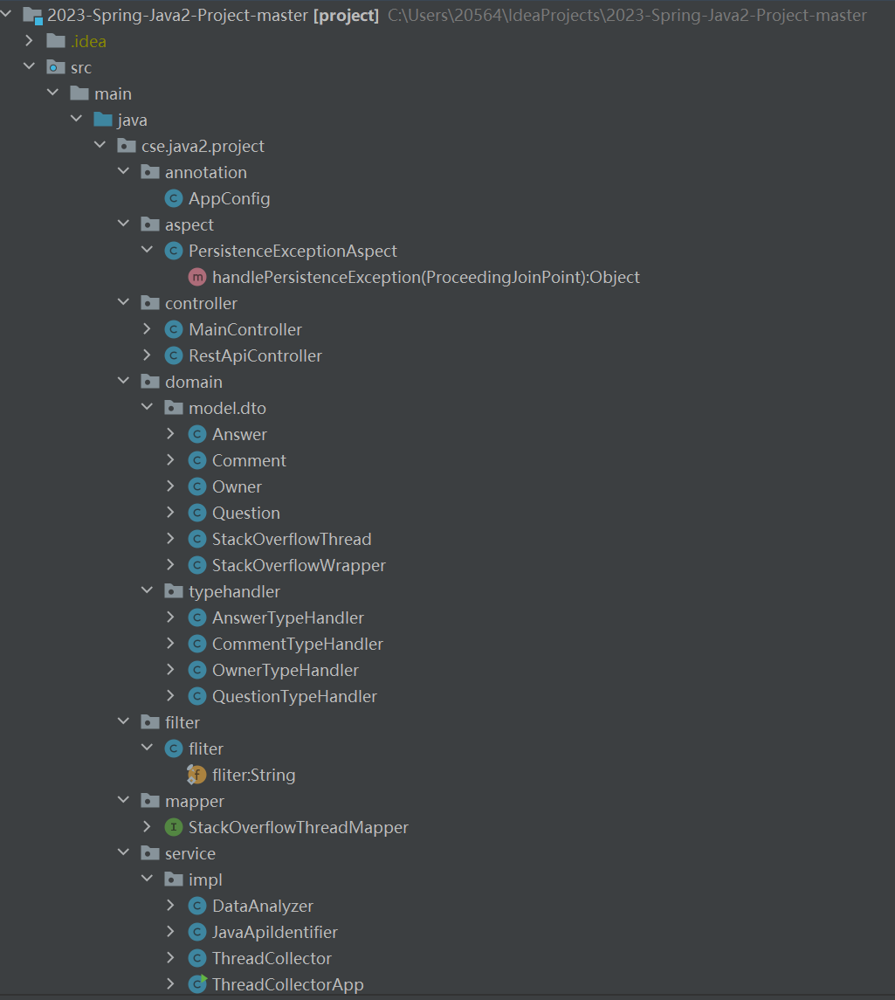 2023-Spring-Java2-Project-master [project] C:\Users\20564\IdeaProjects\2023-Spring-Java2-Project-master
.idea
src
main
java
cse.java2.project
annotation
C AppConfig
aspect
C PersistenceExceptionAspect
m handlePersistenceException(ProceedingJoinPoint):Object
controller
C MainController
C RestApiController
domain
model.dto
C Answer
C Comment
C Owner
C Question
C StackOverflowThread
C StackOverflowWrapper
typehandler
C AnswerTypeHandler
C CommentTypeHandler
C OwnerTypeHandler
C QuestionTypeHandler
filter
C fliter
f fliter:String
mapper
I StackOverflowThreadMapper
service
impl
C DataAnalyzer
C JavaApiIdentifier
C ThreadCollector
C ThreadCollectorApp